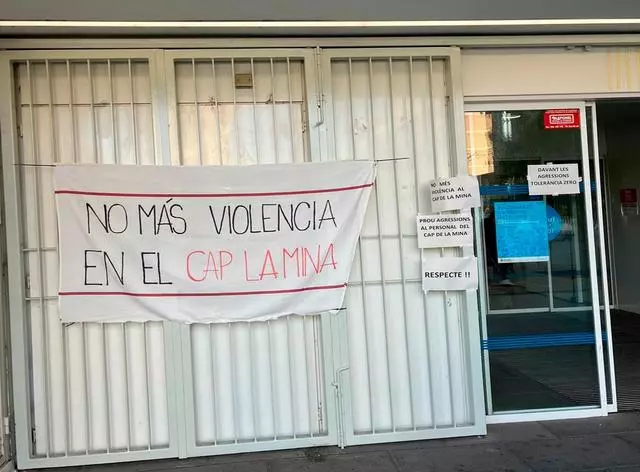 NO MÁS VIOLENCIA
EN EL CAP LA MINA
NO MÉS
VIOLÈNCIA AL
CAP DE LA MINA
PROU AGRESSIONS
AL PERSONAL DEL
CAP DE LA MINA
RESPECTE !!
DAVANT LES
AGRESSIONS
TOLERÀNCIA ZERO